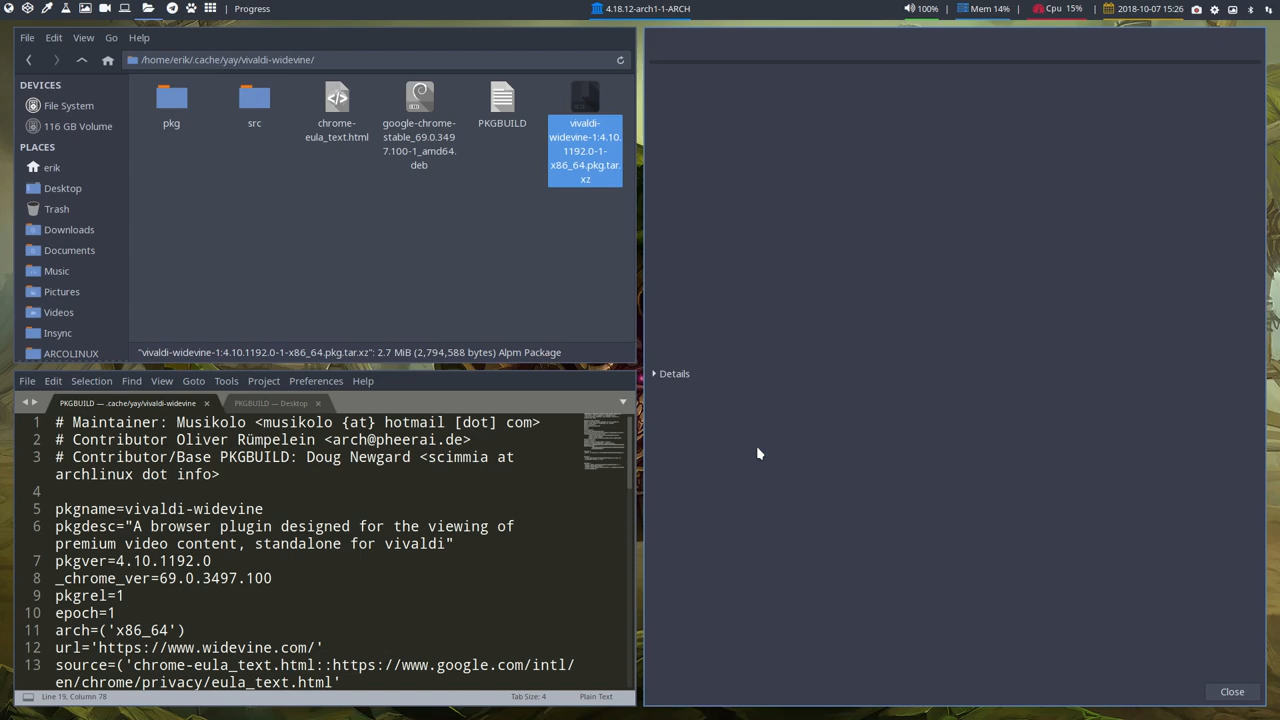 Progress
4.18.12-arch1-1-ARCH
100%
Mem 14%
Cpu 15%
2018-10-07 15:26
File Edit View Go Help
/home/erik/.cache/yay/vivaldi-widevine/
DEVICES
File System
116 GB Volume
PLACES
erik
Desktop
Trash
Downloads
Documents
Music
Pictures
Videos
Insync
ARCOLINUX
pkg
src
chrome-
eula_text.html
google-chrome-
stable_69.0.349
7.100-1_amd64.
deb
PKGBUILD
vivaldi-
widevine-1:4.10.
1192.0-1-
x86_64.pkg.tar.
xz
"vivaldi-widevine-1:4.10.1192.0-1-x86_64.pkg.tar.xz": 2.7 MiB (2,794,588 bytes) Alpm Package
File Edit Selection Find View Goto Tools Project Preferences Help
PKGBUILD — .cache/yay/vivaldi-widevine ×
PKGBUILD — Desktop ×
1 # Maintainer: Musikolo <musikolo {at} hotmail [dot] com>
2 # Contributor Oliver Rümpelein <arch@pheerai.de>
3 # Contributor/Base PKGBUILD: Doug Newgard <scimmia at
archlinux dot info>
4
5 pkgname=vivaldi-widevine
6 pkgdesc="A browser plugin designed for the viewing of
premium video content, standalone for vivaldi"
7 pkgver=4.10.1192.0
8 _chrome_ver=69.0.3497.100
9 pkgrel=1
10 epoch=1
11 arch=('x86_64')
12 url='https://www.widevine.com/'
13 source=('chrome-eula_text.html::https://www.google.com/intl/
en/chrome/privacy/eula_text.html'
Line 19, Column 78
Tab Size: 4
Plain Text
Details
Close